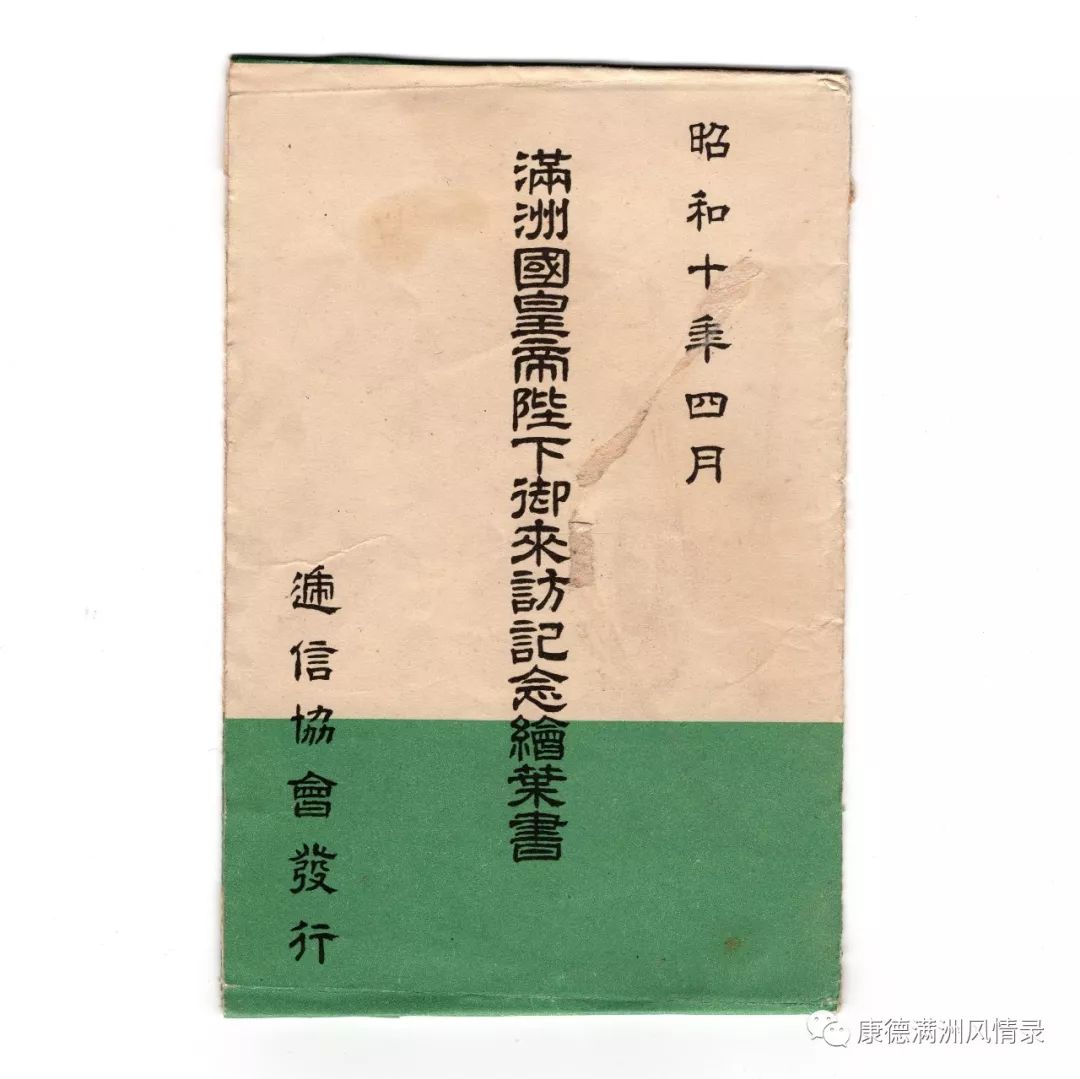 昭和十年四月
滿洲國皇帝陛下御來訪記念繪葉書
遞信協會發行
康德满洲风情录